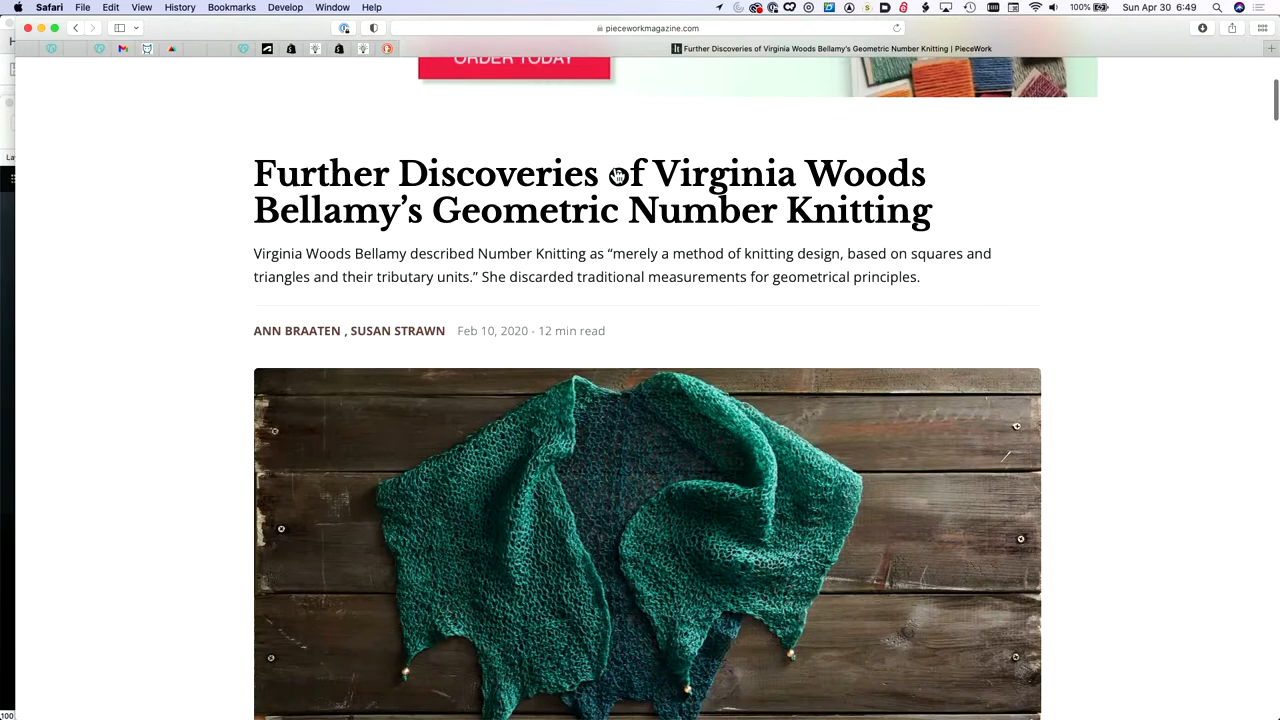 Safari File Edit View History Bookmarks Develop Window Help 100% Sun Apr 30 6:49
pieceworkmagazine.com
Further Discoveries of Virginia Woods Bellamy's Geometric Number Knitting | PieceWork
ORDER TODAY
Further Discoveries of Virginia Woods
Bellamy’s Geometric Number Knitting
Virginia Woods Bellamy described Number Knitting as “merely a method of knitting design, based on squares and
triangles and their tributary units.” She discarded traditional measurements for geometrical principles.
ANN BRAATEN , SUSAN STRAWN Feb 10, 2020 - 12 min read
100